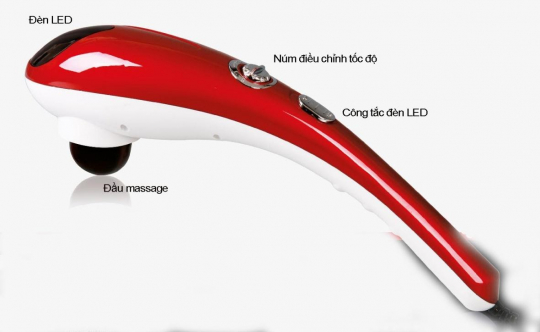 Đèn LED
Núm điều chỉnh tốc độ
Công tắc đèn LED
Đầu massage